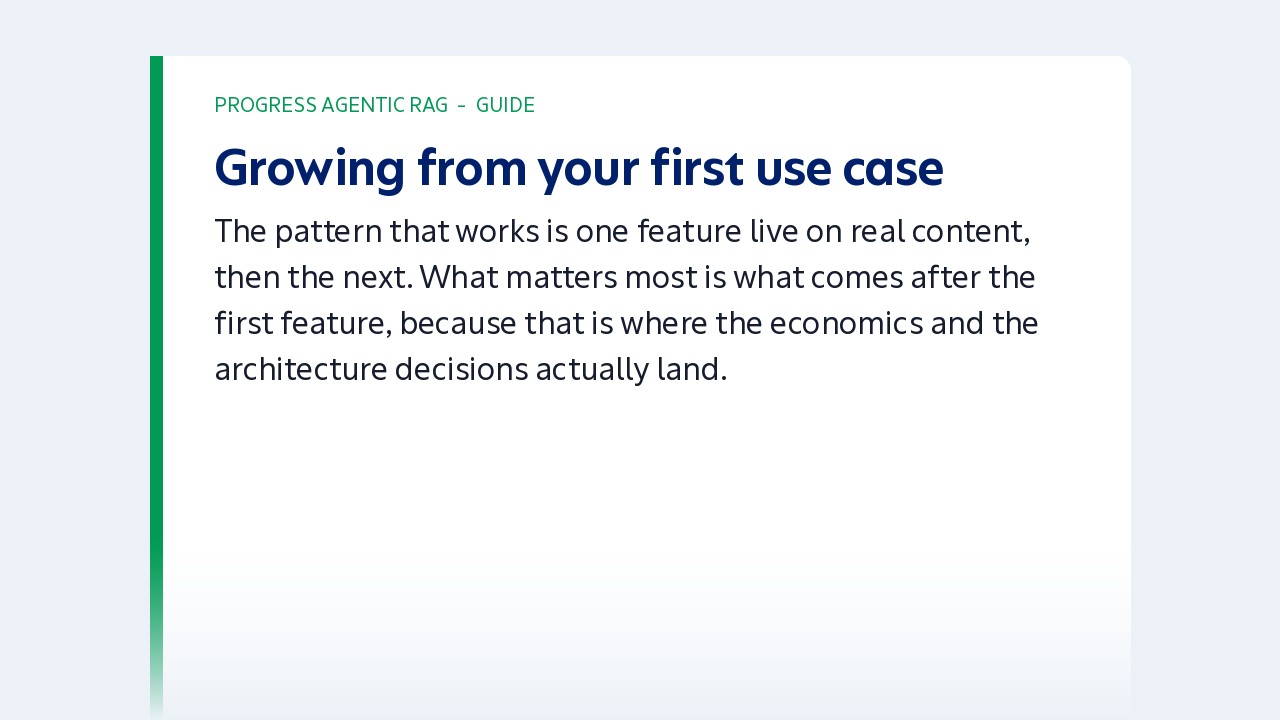 PROGRESS AGENTIC RAG – GUIDE
Growing from your first use case
The pattern that works is one feature live on real content,
then the next. What matters most is what comes after the
first feature, because that is where the economics and the
architecture decisions actually land.